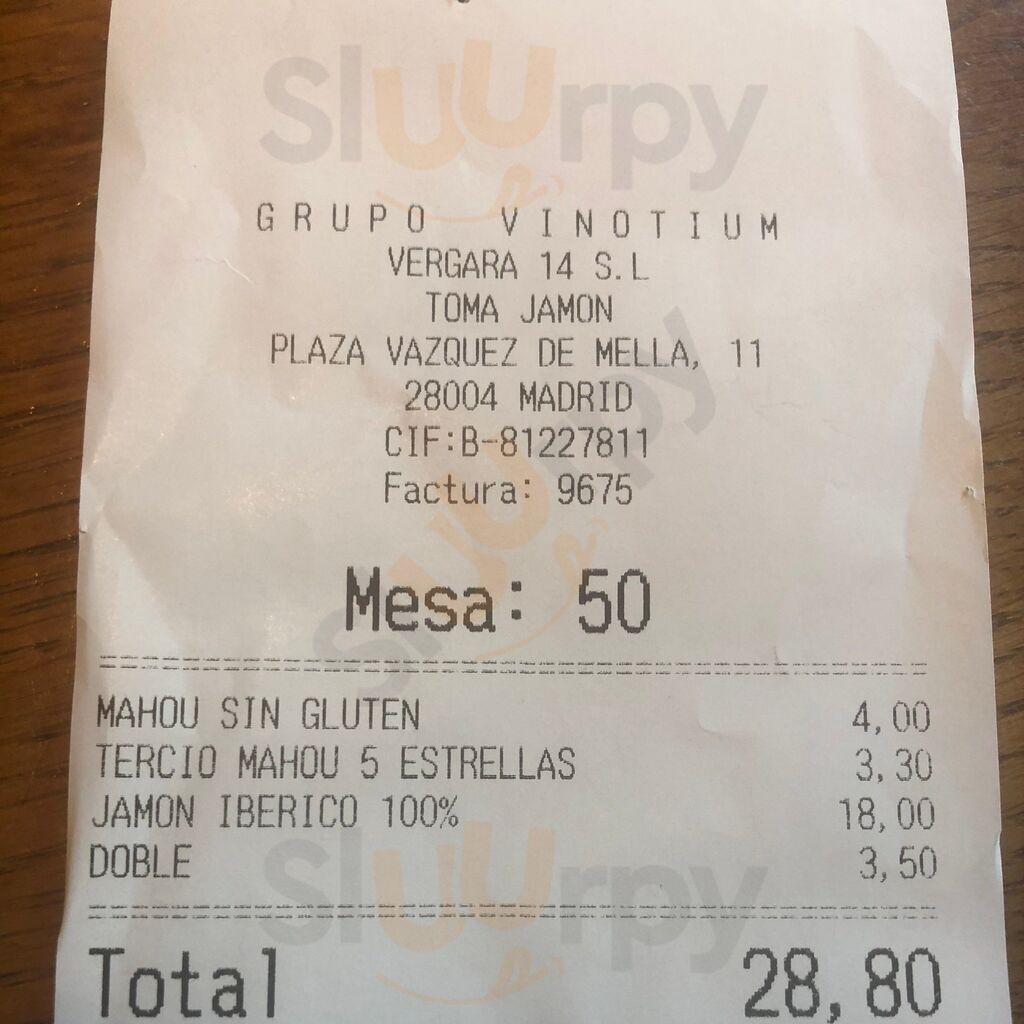 Sluurpy
GRUPO VINOTIUM
VERGARA 14 S.L
TOMA JAMON
PLAZA VAZQUEZ DE MELLA, 11
28004 MADRID
CIF:B-81227811
Factura: 9675
Sluurpy
Mesa: 50
MAHOU SIN GLUTEN 4,00
TERCIO MAHOU 5 ESTRELLAS 3,30
JAMON IBERICO 100% 18,00
DOBLE 3,50
Sluurpy
Total 28,80